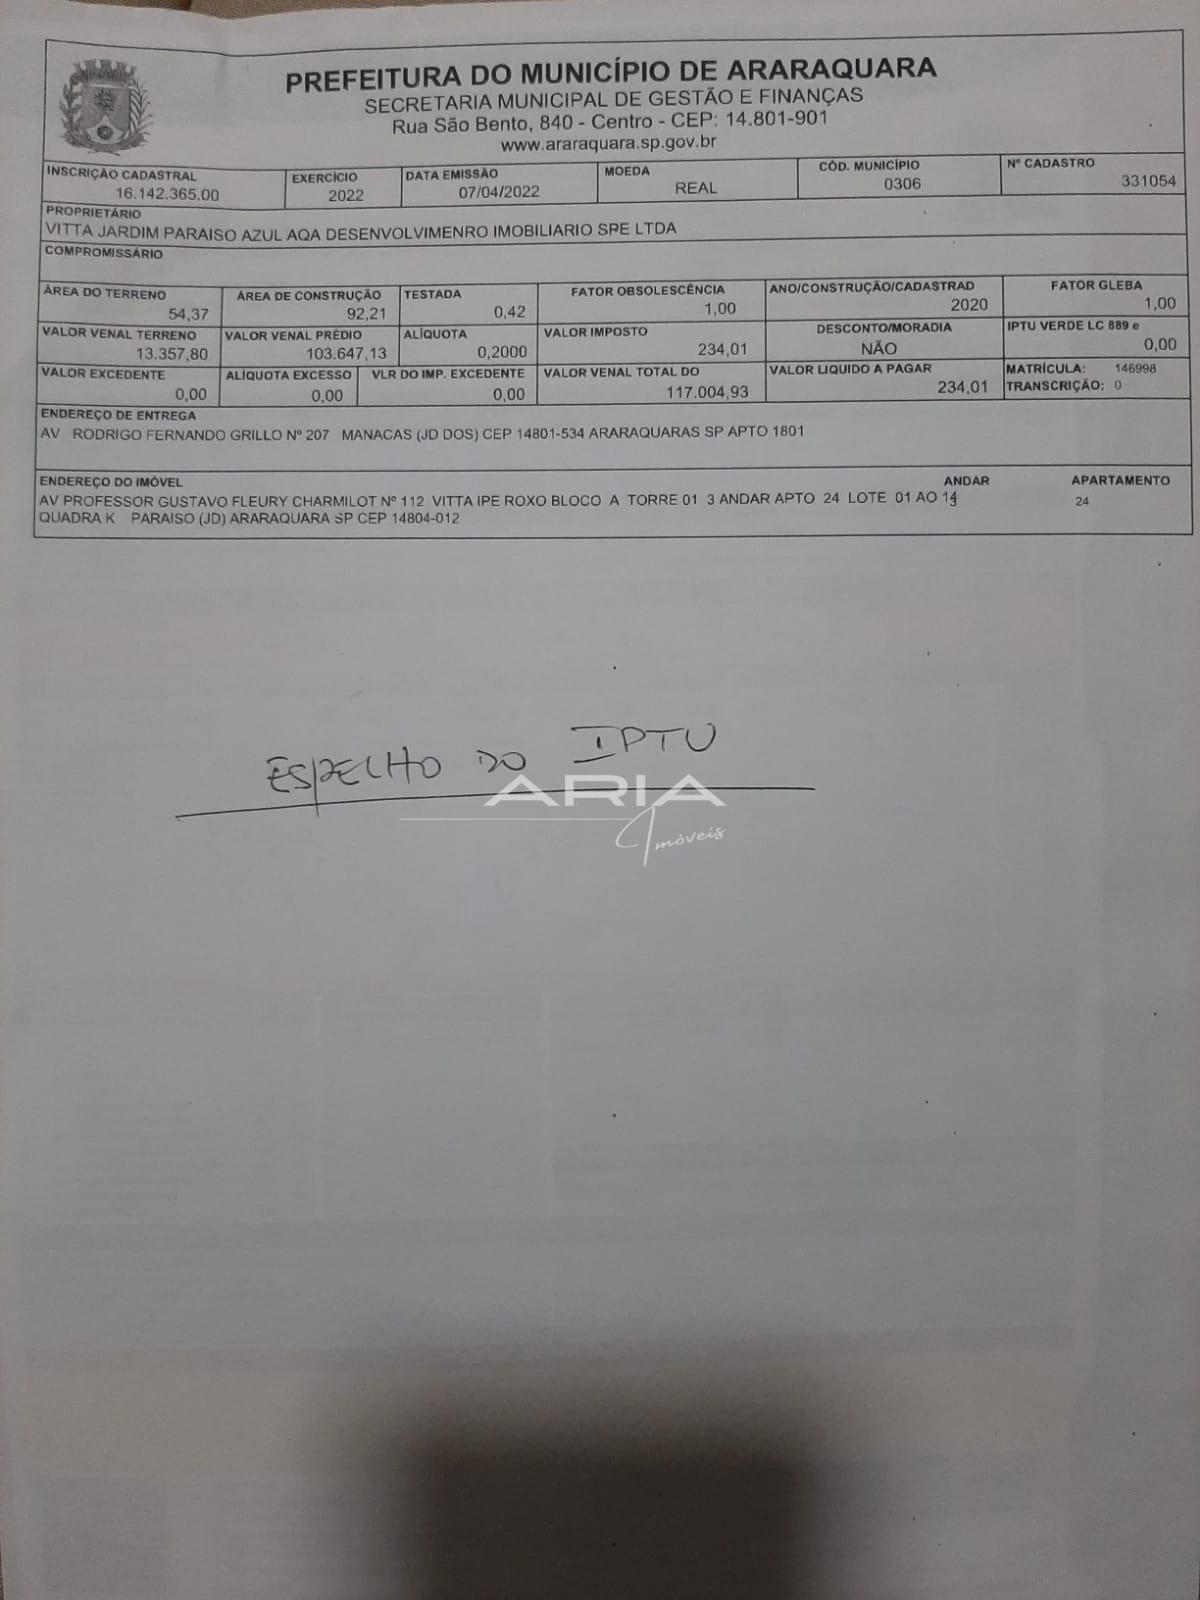 PREFEITURA DO MUNICÍPIO DE ARARAQUARA
SECRETARIA MUNICIPAL DE GESTÃO E FINANÇAS
Rua São Bento, 840 - Centro - CEP: 14.801-901
www.araraquara.sp.gov.br
INSCRIÇÃO CADASTRAL EXERCÍCIO DATA EMISSÃO MOEDA CÓD. MUNICÍPIO Nº CADASTRO
16.142.365.00 2022 07/04/2022 REAL 0306 331054
PROPRIETÁRIO
VITTA JARDIM PARAISO AZUL AQA DESENVOLVIMENRO IMOBILIARIO SPE LTDA
COMPROMISSÁRIO
ÁREA DO TERRENO ÁREA DE CONSTRUÇÃO TESTADA FATOR OBSOLESCÊNCIA ANO/CONSTRUÇÃO/CADASTRAD FATOR GLEBA
54,37 92,21 0,42 1,00 2020 1,00
VALOR VENAL TERRENO VALOR VENAL PRÉDIO ALÍQUOTA VALOR IMPOSTO DESCONTO/MORADIA IPTU VERDE LC 889 e
13.357,80 103.647,13 0,2000 234,01 NÃO 0,00
VALOR EXCEDENTE ALÍQUOTA EXCESSO VLR DO IMP. EXCEDENTE VALOR VENAL TOTAL DO VALOR LIQUIDO A PAGAR MATRÍCULA: 146998
0,00 0,00 0,00 117.004,93 234,01 TRANSCRIÇÃO: 0
ENDEREÇO DE ENTREGA
AV RODRIGO FERNANDO GRILLO Nº 207 MANACAS (JD DOS) CEP 14801-534 ARARAQUARAS SP APTO 1801
ENDEREÇO DO IMÓVEL ANDAR APARTAMENTO
AV PROFESSOR GUSTAVO FLEURY CHARMILOT Nº 112 VITTA IPE ROXO BLOCO A TORRE 01 3 ANDAR APTO 24 LOTE 01 AO 14 3 24
QUADRA K PARAISO (JD) ARARAQUARA SP CEP 14804-012
ESPELHO DO IPTU
ARIA
Imóveis